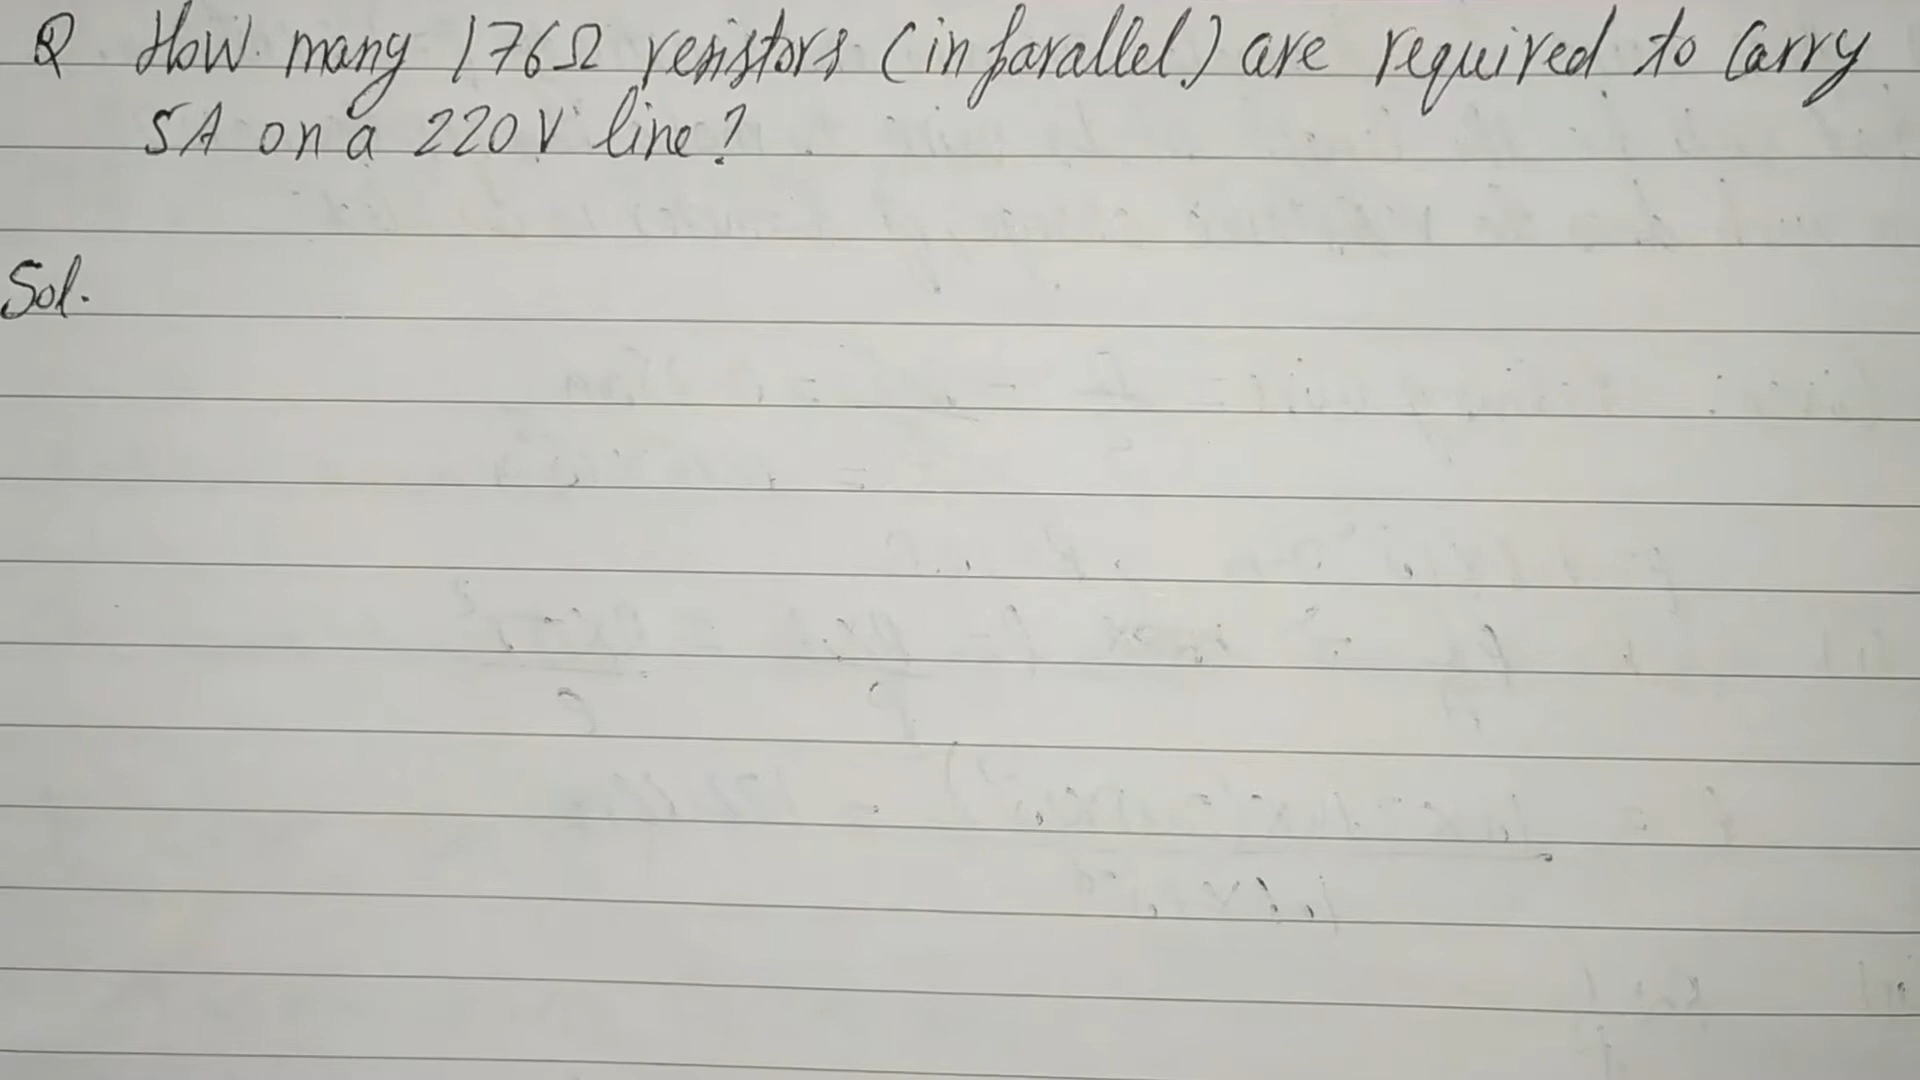 Q How many 176Ω resistors (in parallel) are required to carry
5A on a 220V line?
Sol.